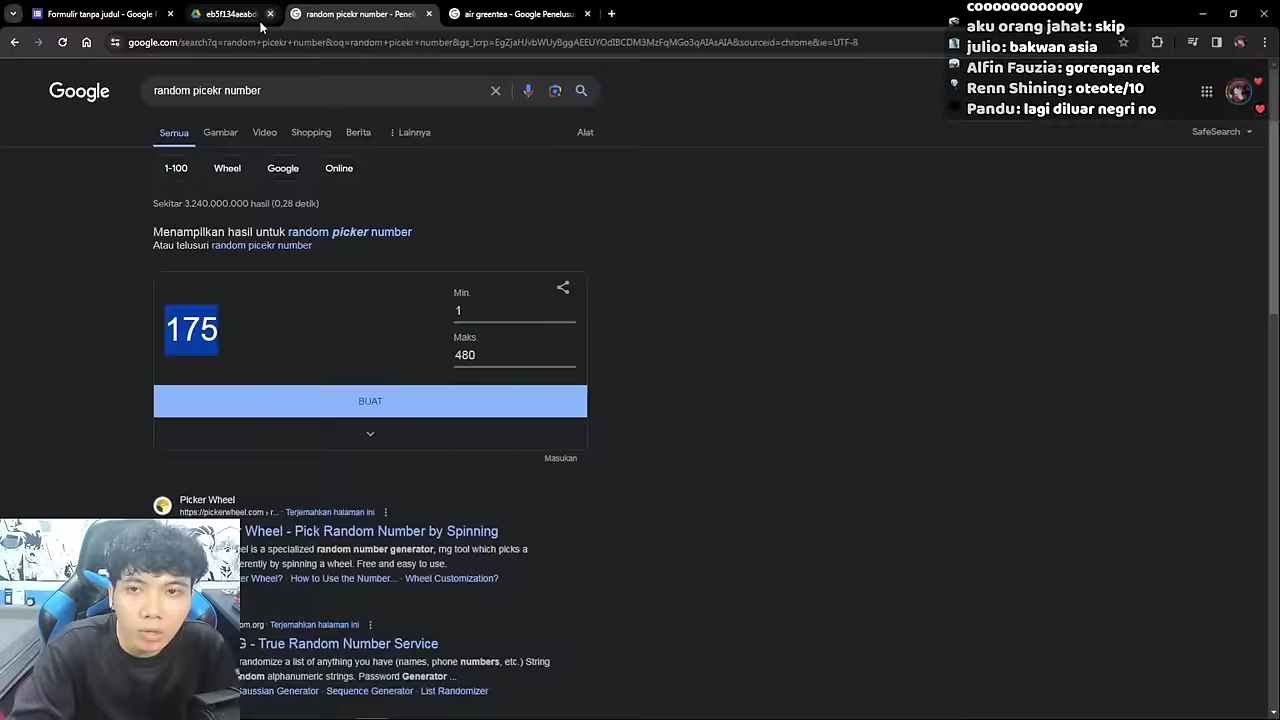 Formulir tanpa judul - Google F
eb5f134aeabd
random picekr number - Penel
air greentea - Google Penelusu
google.com/search?q=random+picekr+number&oq=random+picekr+number&gs_lcrp=EgZjaHJvbWUyBggAEEUYOdIBCDM3MzFqMGo3qAIAsAIA&sourceid=chrome&ie=UTF-8
coooooooooooy
aku orang jahat: skip
julio: bakwan asia
Alfin Fauzia: gorengan rek
Renn Shining: oteote/10
Pandu: lagi diluar negri no
Google
random picekr number
Semua
Gambar
Video
Shopping
Berita
Lainnya
Alat
SafeSearch
1-100
Wheel
Google
Online
Sekitar 3.240.000.000 hasil (0,28 detik)
Menampilkan hasil untuk random picker number
Atau telusuri random picekr number
175
Min.
1
Maks.
480
BUAT
Masukan
Picker Wheel
https://pickerwheel.com › r... · Terjemahkan halaman ini
Wheel - Pick Random Number by Spinning
el is a specialized random number generator, rng tool which picks a
erently by spinning a wheel. Free and easy to use.
er Wheel? · How to Use the Number... · Wheel Customization?
om.org · Terjemahkan halaman ini
G - True Random Number Service
randomize a list of anything you have (names, phone numbers, etc.) String
ndom alphanumeric strings. Password Generator ...
aussian Generator · Sequence Generator · List Randomizer